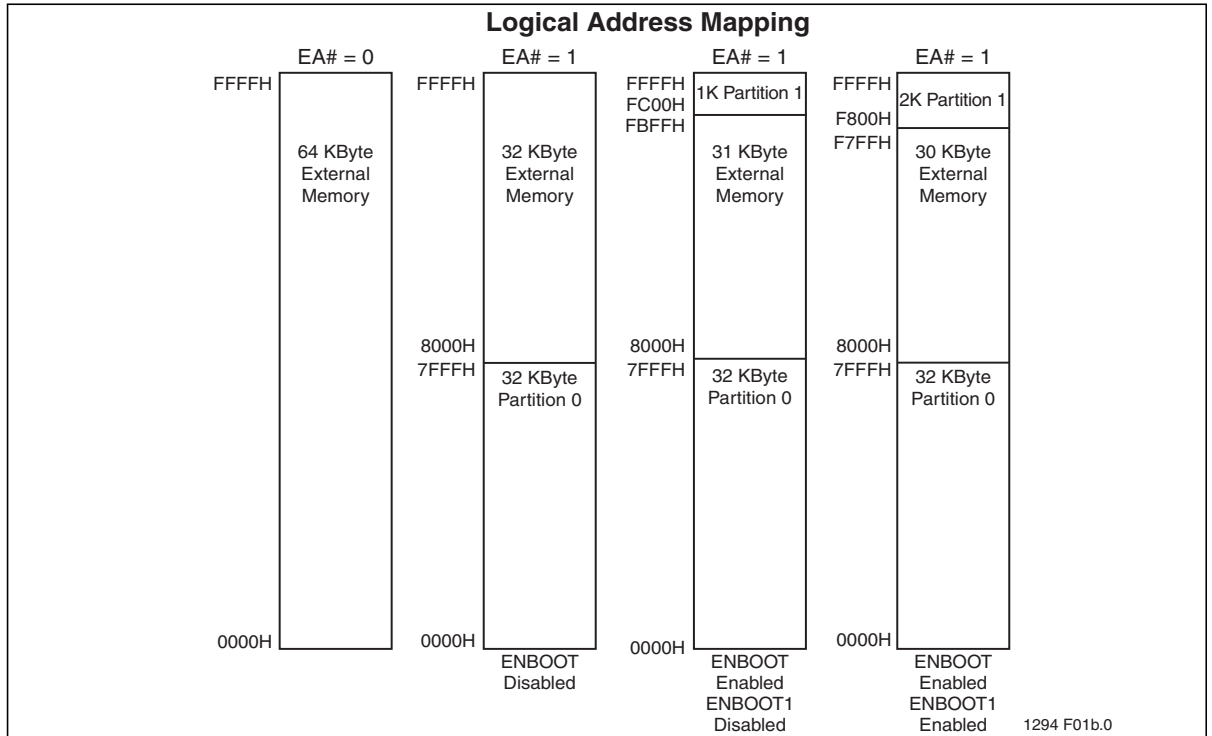 Logical Address Mapping
EA# = 0
FFFFH
64 KByte
External
Memory
0000H
EA# = 1
FFFFH
32 KByte
External
Memory
8000H
7FFFH
32 KByte
Partition 0
0000H
ENBOOT
Disabled
EA# = 1
FFFFH
FC00H
FBFFH
1K Partition 1
31 KByte
External
Memory
8000H
7FFFH
32 KByte
Partition 0
0000H
ENBOOT
Enabled
ENBOOT1
Disabled
EA# = 1
FFFFH
2K Partition 1
F800H
F7FFH
30 KByte
External
Memory
8000H
7FFFH
32 KByte
Partition 0
0000H
ENBOOT
Enabled
ENBOOT1
Enabled
1294 F01b.0